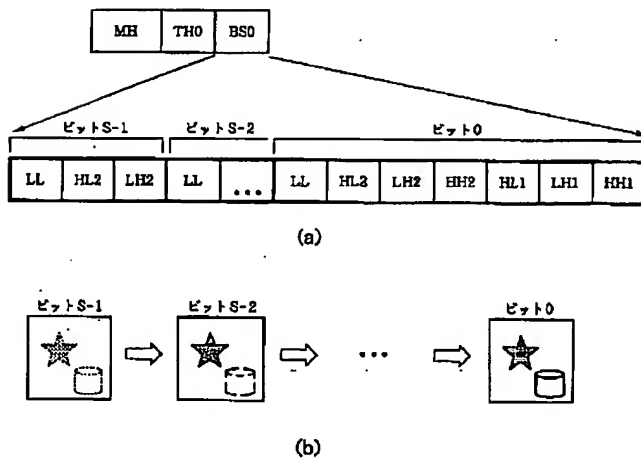 MH TH0 BS0
ビットS-1 ビットS-2 ビット0
LL HL2 LH2 LL ... LL HL2 LH2 HH2 HL1 LH1 HH1
(a)
ビットS-1 ビットS-2 ビット0
...
(b)